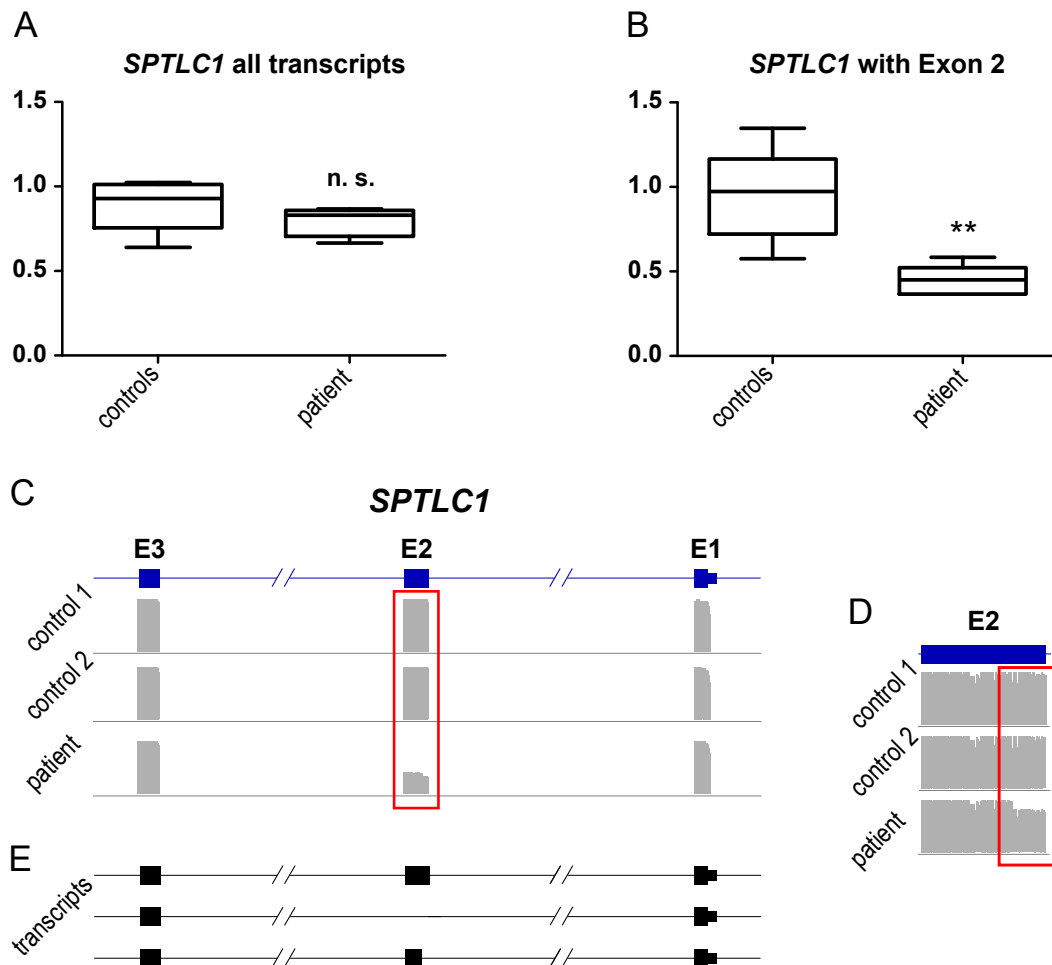 A
SPTLC1 all transcripts
1.5
1.0
0.5
0.0
n. s.
controls
patient
B
SPTLC1 with Exon 2
1.5
1.0
0.5
0.0
**
controls
patient
C
SPTLC1
E3 E2 E1
control 1
control 2
patient
D
E2
control 1
control 2
patient
E
transcripts